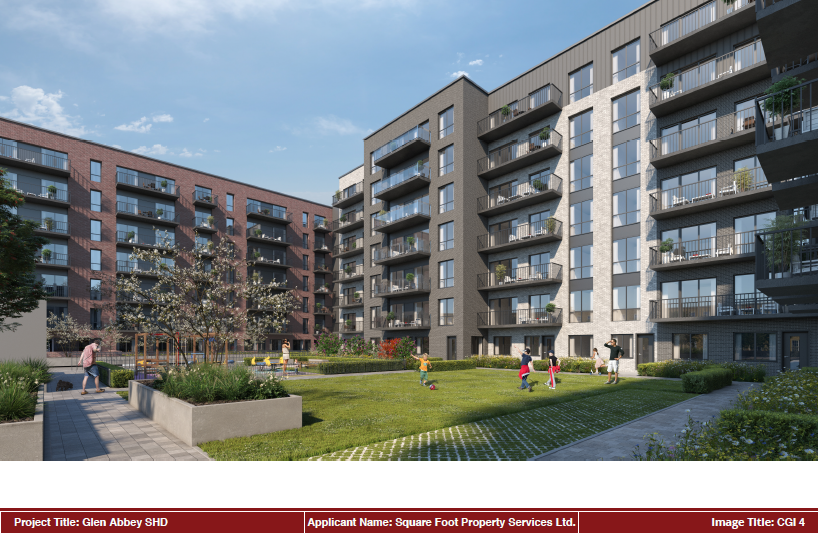 Project Title: Glen Abbey SHD
Applicant Name: Square Foot Property Services Ltd.
Image Title: CGI 4